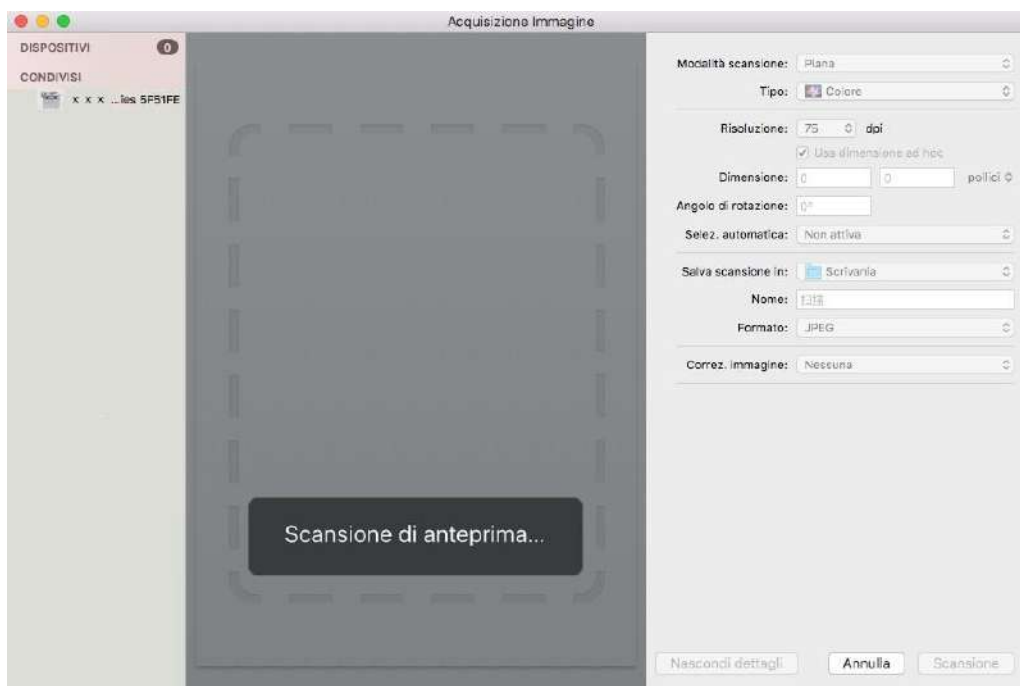 Acquisizione Immagine
DISPOSITIVI 0
CONDIVISI
x x x ...ies 5F51FE
Scansione di anteprima...
Modalità scansione: Piana
Tipo: Colore
Risoluzione: 75 dpi
Usa dimensione ad hoc
Dimensione: 0 0 pollici
Angolo di rotazione: 0°
Selez. automatica: Non attiva
Salva scansione in: Scrivania
Nome: 扫描
Formato: JPEG
Correz. immagine: Nessuna
Nascondi dettagli Annulla Scansione